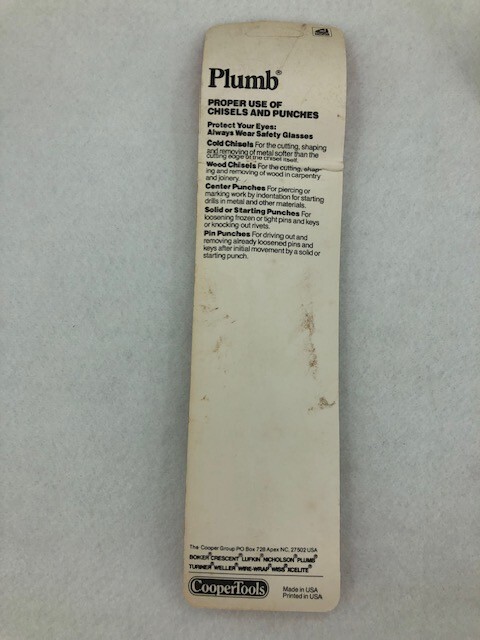 Plumb®
PROPER USE OF
CHISELS AND PUNCHES
Protect Your Eyes:
Always Wear Safety Glasses
Cold Chisels For the cutting, shaping
and removing of metal softer than the
cutting edge of the chisel itself.
Wood Chisels For the cutting, shap-
ing and removing of wood in carpentry
and joinery.
Center Punches For piercing or
marking work by indentation for starting
drills in metal and other materials.
Solid or Starting Punches For
loosening frozen or tight pins and keys
or knocking out rivets.
Pin Punches For driving out and
removing already loosened pins and
keys after initial movement by a solid or
starting punch.
The Cooper Group PO Box 728 Apex NC, 27502 USA
BOKER® CRESCENT® LUFKIN® NICHOLSON® PLUMB®
TURNER® WELLER® WIRE-WRAP® WISS® XCELITE®
CooperTools
Made in USA
Printed in USA